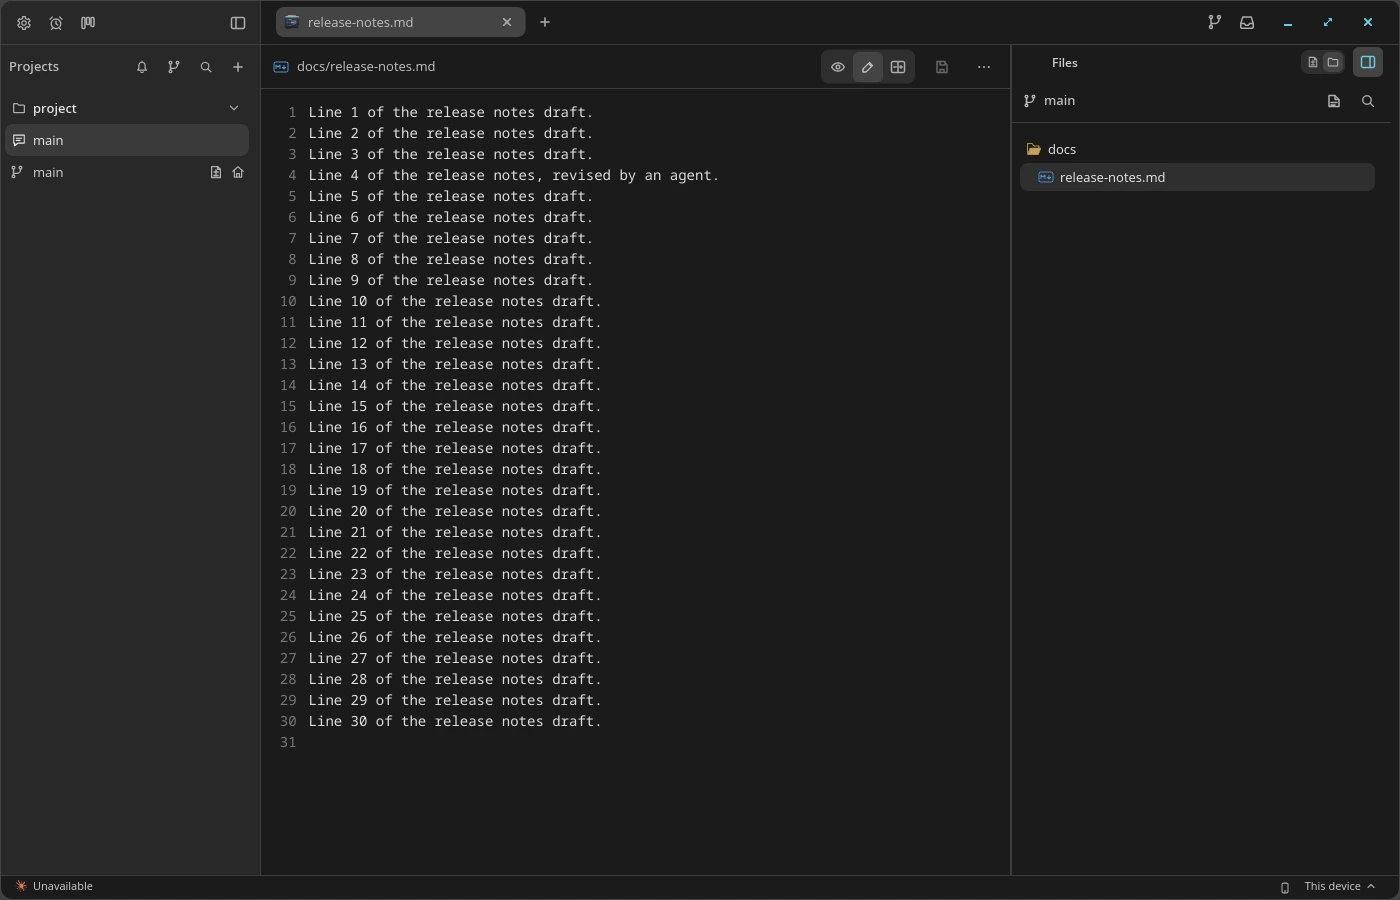 release-notes.md
Projects
docs/release-notes.md
Files
project
main
main
main
docs
release-notes.md
1 Line 1 of the release notes draft.
2 Line 2 of the release notes draft.
3 Line 3 of the release notes draft.
4 Line 4 of the release notes, revised by an agent.
5 Line 5 of the release notes draft.
6 Line 6 of the release notes draft.
7 Line 7 of the release notes draft.
8 Line 8 of the release notes draft.
9 Line 9 of the release notes draft.
10 Line 10 of the release notes draft.
11 Line 11 of the release notes draft.
12 Line 12 of the release notes draft.
13 Line 13 of the release notes draft.
14 Line 14 of the release notes draft.
15 Line 15 of the release notes draft.
16 Line 16 of the release notes draft.
17 Line 17 of the release notes draft.
18 Line 18 of the release notes draft.
19 Line 19 of the release notes draft.
20 Line 20 of the release notes draft.
21 Line 21 of the release notes draft.
22 Line 22 of the release notes draft.
23 Line 23 of the release notes draft.
24 Line 24 of the release notes draft.
25 Line 25 of the release notes draft.
26 Line 26 of the release notes draft.
27 Line 27 of the release notes draft.
28 Line 28 of the release notes draft.
29 Line 29 of the release notes draft.
30 Line 30 of the release notes draft.
31
Unavailable
This device